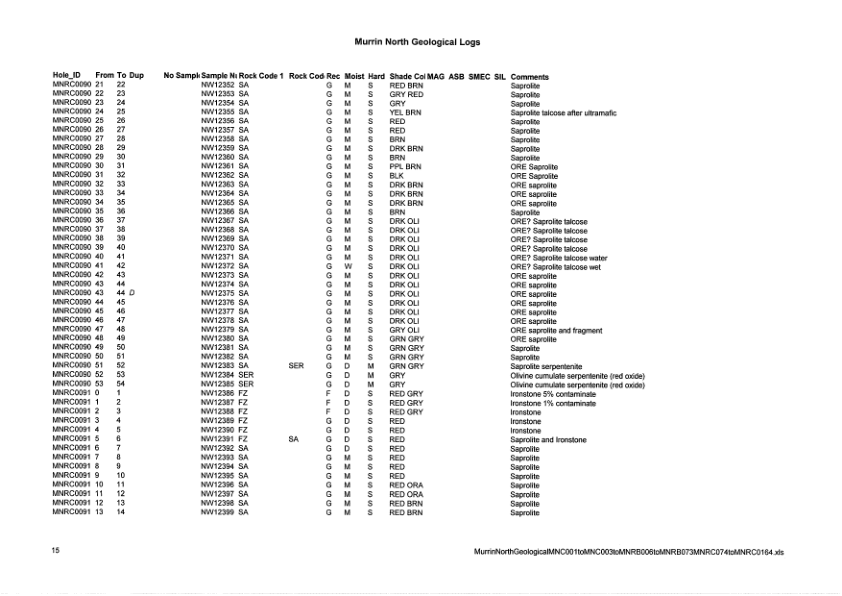 Murrin North Geological Logs
Hole_ID From To Dup No Sampl Sample Nu Rock Code 1 Rock Cod Rec Moist Hard Shade Col MAG ASB SMEC SIL Comments
MNRC0090 21 22 NW12352 SA G M S RED BRN Saprolite
MNRC0090 22 23 NW12353 SA G M S GRY RED Saprolite
MNRC0090 23 24 NW12354 SA G M S GRY Saprolite
MNRC0090 24 25 NW12355 SA G M S YEL BRN Saprolite talcose after ultramafic
MNRC0090 25 26 NW12356 SA G M S RED Saprolite
MNRC0090 26 27 NW12357 SA G M S RED Saprolite
MNRC0090 27 28 NW12358 SA G M S BRN Saprolite
MNRC0090 28 29 NW12359 SA G M S DRK BRN Saprolite
MNRC0090 29 30 NW12360 SA G M S BRN Saprolite
MNRC0090 30 31 NW12361 SA G M S PPL BRN ORE Saprolite
MNRC0090 31 32 NW12362 SA G M S BLK ORE Saprolite
MNRC0090 32 33 NW12363 SA G M S DRK BRN ORE saprolite
MNRC0090 33 34 NW12364 SA G M S DRK BRN ORE saprolite
MNRC0090 34 35 NW12365 SA G M S DRK BRN ORE saprolite
MNRC0090 35 36 NW12366 SA G M S BRN Saprolite
MNRC0090 36 37 NW12367 SA G M S DRK OLI ORE? Saprolite talcose
MNRC0090 37 38 NW12368 SA G M S DRK OLI ORE? Saprolite talcose
MNRC0090 38 39 NW12369 SA G M S DRK OLI ORE? Saprolite talcose
MNRC0090 39 40 NW12370 SA G M S DRK OLI ORE? Saprolite talcose
MNRC0090 40 41 NW12371 SA G M S DRK OLI ORE? Saprolite talcose water
MNRC0090 41 42 NW12372 SA G W S DRK OLI ORE? Saprolite talcose wet
MNRC0090 42 43 NW12373 SA G M S DRK OLI ORE saprolite
MNRC0090 43 44 NW12374 SA G M S DRK OLI ORE saprolite
MNRC0090 43 44 D NW12375 SA G M S DRK OLI ORE saprolite
MNRC0090 44 45 NW12376 SA G M S DRK OLI ORE saprolite
MNRC0090 45 46 NW12377 SA G M S DRK OLI ORE saprolite
MNRC0090 46 47 NW12378 SA G M S DRK OLI ORE saprolite
MNRC0090 47 48 NW12379 SA G M S GRY OLI ORE saprolite and fragment
MNRC0090 48 49 NW12380 SA G M S GRN GRY ORE saprolite
MNRC0090 49 50 NW12381 SA G M S GRN GRY Saprolite
MNRC0090 50 51 NW12382 SA G M S GRN GRY Saprolite
MNRC0090 51 52 NW12383 SA SER G D M GRN GRY Saprolite serpentenite
MNRC0090 52 53 NW12384 SER G D M GRY Olivine cumulate serpentenite (red oxide)
MNRC0090 53 54 NW12385 SER G D M GRY Olivine cumulate serpentenite (red oxide)
MNRC0091 0 1 NW12386 FZ F D S RED GRY Ironstone 5% contaminate
MNRC0091 1 2 NW12387 FZ F D S RED GRY Ironstone 1% contaminate
MNRC0091 2 3 NW12388 FZ F D S RED GRY Ironstone
MNRC0091 3 4 NW12389 FZ G D S RED Ironstone
MNRC0091 4 5 NW12390 FZ G D S RED Ironstone
MNRC0091 5 6 NW12391 FZ SA G D S RED Saprolite and Ironstone
MNRC0091 6 7 NW12392 SA G D S RED Saprolite
MNRC0091 7 8 NW12393 SA G M S RED Saprolite
MNRC0091 8 9 NW12394 SA G M S RED Saprolite
MNRC0091 9 10 NW12395 SA G M S RED Saprolite
MNRC0091 10 11 NW12396 SA G M S RED ORA Saprolite
MNRC0091 11 12 NW12397 SA G M S RED ORA Saprolite
MNRC0091 12 13 NW12398 SA G M S RED BRN Saprolite
MNRC0091 13 14 NW12399 SA G M S RED BRN Saprolite
15 MurrinNorthGeologicalMNC001toMNC003toMNRB006toMNRB073MNRC074toMNRC0164.xls